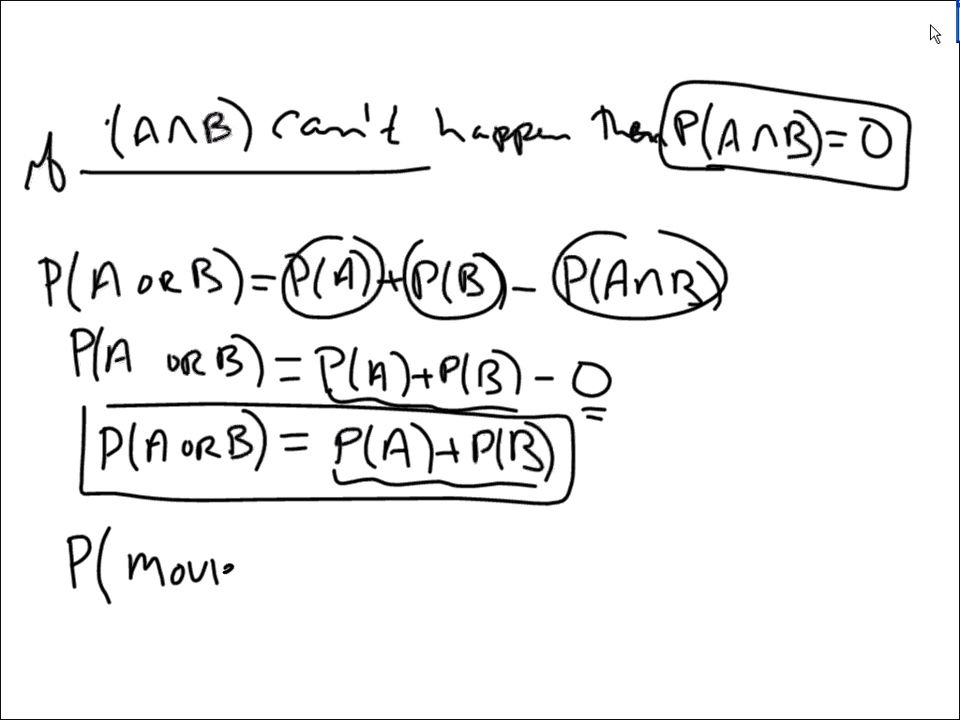 If (A∩B) can't happen then P(A∩B)=0
P(A OR B)=P(A)+P(B)-P(A∩B)
P(A OR B)=P(A)+P(B)-0
P(A OR B)=P(A)+P(B)
P(movi